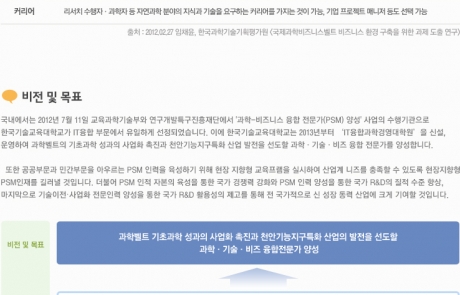 커리어
리서치 수행자 · 과학자 등 자연과학 분야의 지식과 기술을 요구하는 커리어를 가지는 것이 가능, 기업 프로젝트 매니저 등도 선택 가능
출처 : 2012.02.27 임채윤, 한국과학기술기획평가원 (국제과학비즈니스벨트 비즈니스 환경 구축을 위한 과제 도출 연구)
비전 및 목표
국내에서는 2012년 7월 11일 교육과학기술부와 연구개발특구진흥재단에서 '과학-비즈니스 융합 전문가(PSM) 양성' 사업의 수행기관으로
한국기술교육대학교가 IT융합 부문에서 유일하게 선정되었습니다. 이에 한국기술교육대학교는 2013년부터 'IT융합과학경영대학원'을 신설,
운영하여 과학벨트의 기초과학 성과의 사업화 촉진과 천안기능지구특화 산업 발전을 선도할 과학 · 기술 · 비즈 융합 전문가를 양성합니다.
또한 공공부문과 민간부문을 아우르는 PSM 인력을 육성하기 위해 현장 지향형 교육프램을 실시하여 산업계 니즈를 충족할 수 있도록 현장지향형
PSM인재를 길러낼 것입니다. 더불어 PSM 인적 자본의 육성을 통한 국가 경쟁력 강화와 PSM 인력 양성을 통한 국가 R&D의 질적 수준 향상,
마지막으로 기술이전·사업화 전문인력 양성을 통한 국가 R&D 활용성의 제고를 통해 전 국가적으로 신 성장 동력 산업에 크게 기여할 것입니다.
비전 및 목표
과학벨트 기초과학 성과의 사업화 촉진과 천안기능지구특화 산업의 발전을 선도할
과학 · 기술 · 비즈 융합전문가 양성